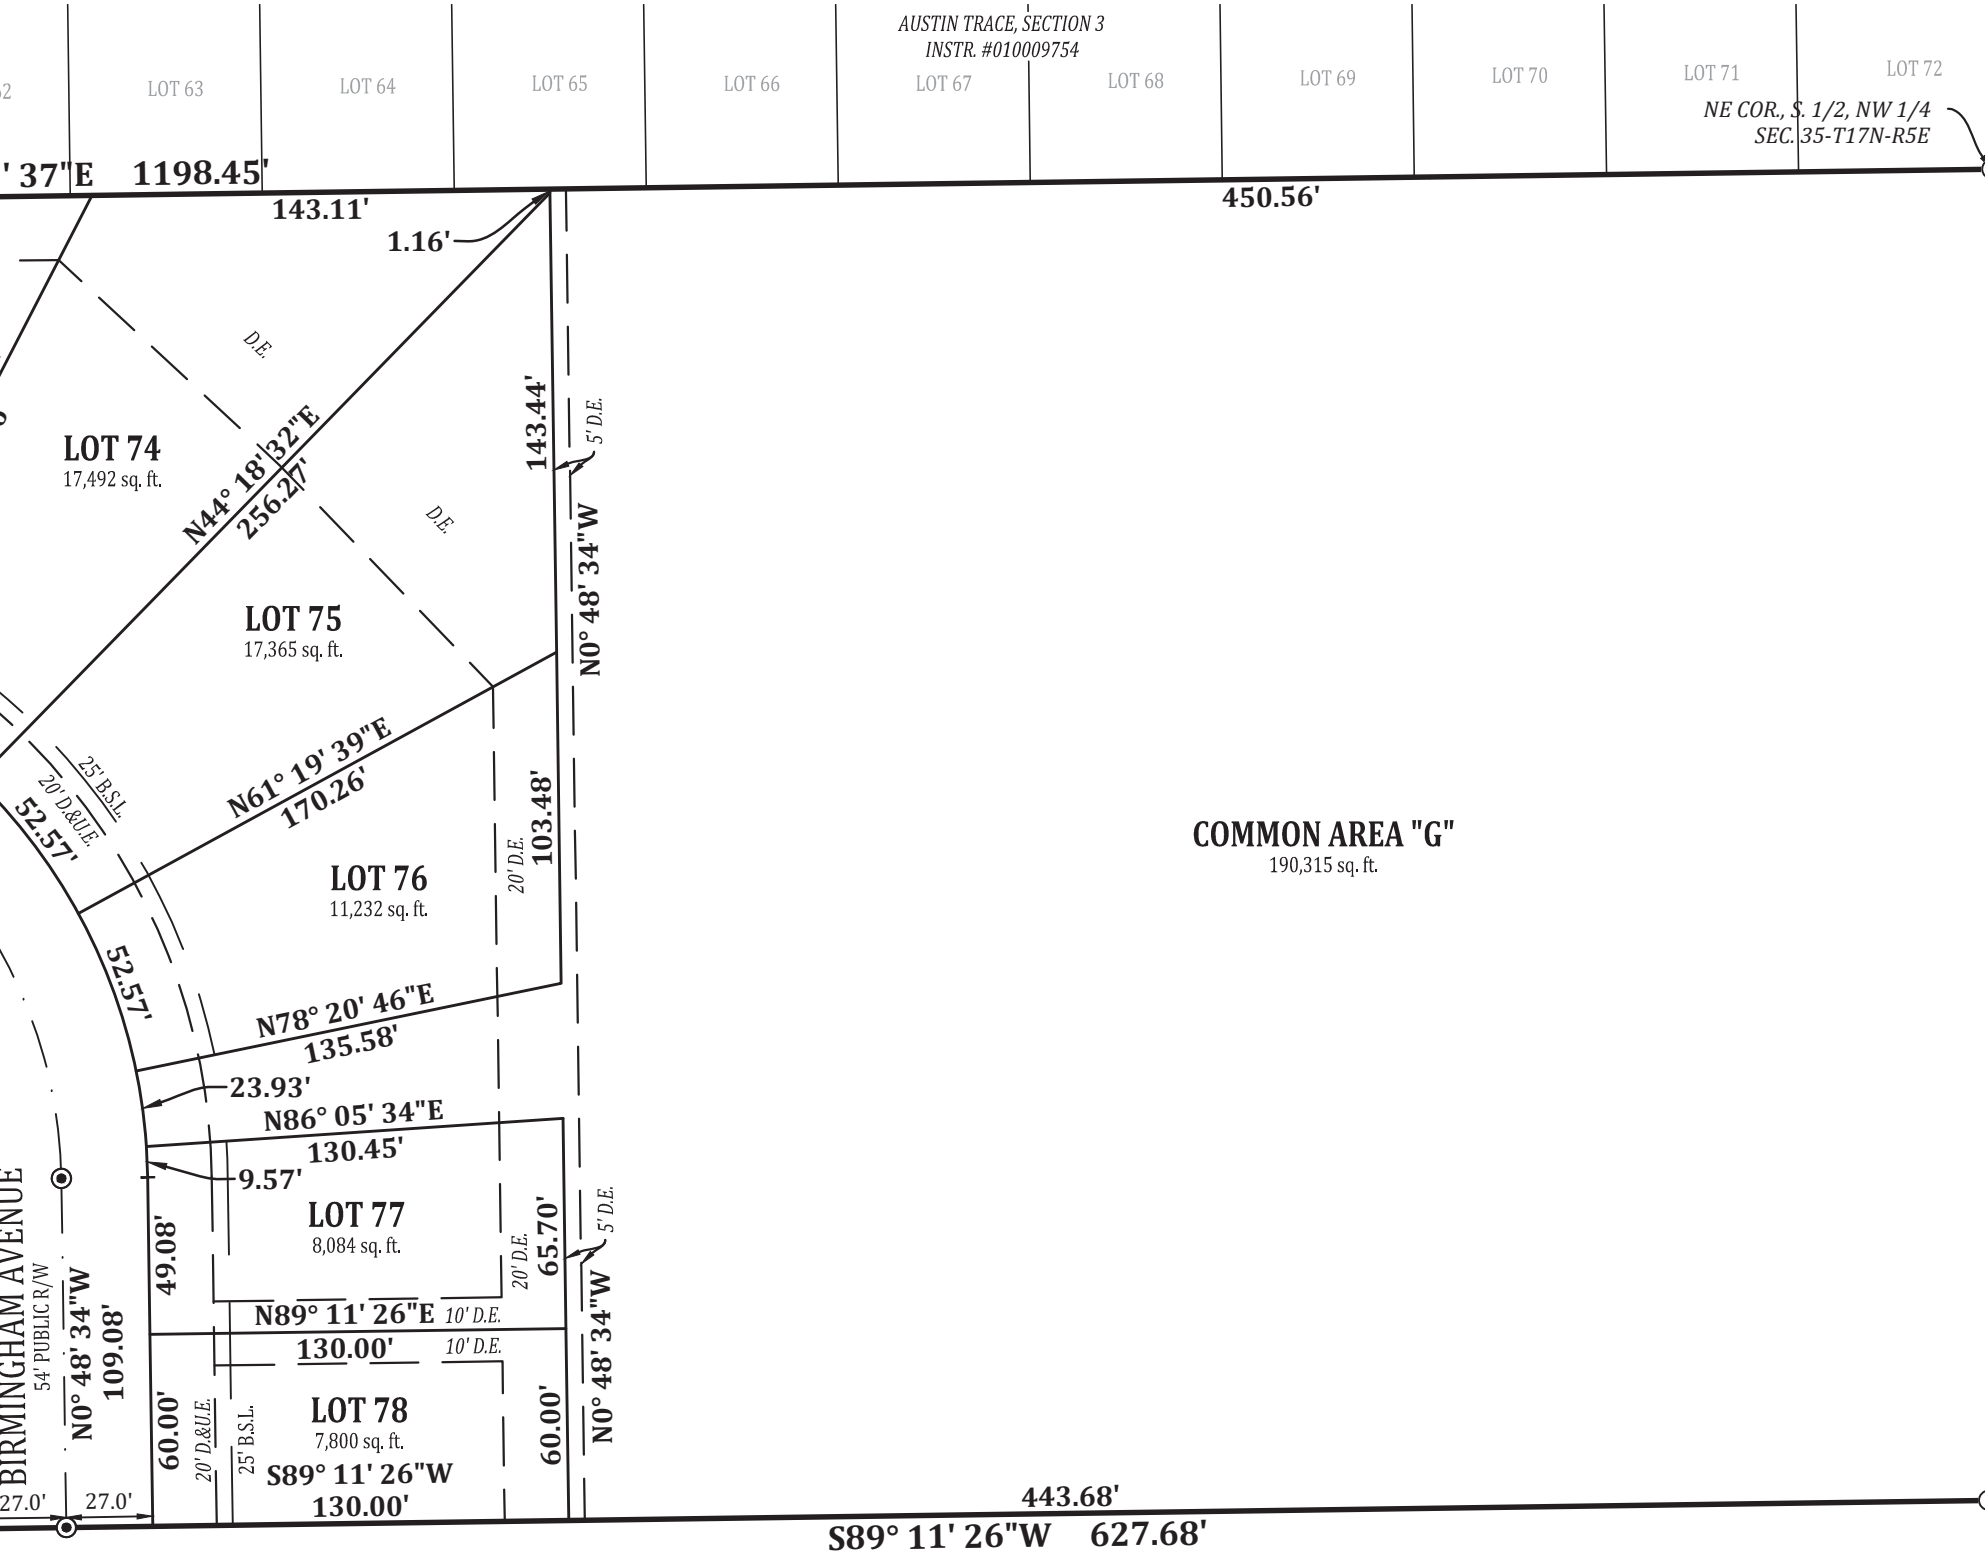 AUSTIN TRACE, SECTION 3
INSTR. #010009754
LOT 63
LOT 64
LOT 65
LOT 66
LOT 67
LOT 68
LOT 69
LOT 70
LOT 71
LOT 72
NE COR., S. 1/2, NW 1/4
SEC. 35-T17N-R5E
' 37"E 1198.45'
143.11'
450.56'
1.16'
D.E.
143.44'
5' D.E.
LOT 74
17,492 sq. ft.
N44° 18' 32"E
256.27'
D.E.
N0° 48' 34"W
LOT 75
17,365 sq. ft.
N61° 19' 39"E
170.26'
25' B.S.L.
20' D.&U.E.
52.57'
103.48'
20' D.E.
COMMON AREA "G"
190,315 sq. ft.
LOT 76
11,232 sq. ft.
52.57'
N78° 20' 46"E
135.58'
23.93'
N86° 05' 34"E
130.45'
9.57'
LOT 77
8,084 sq. ft.
49.08'
65.70'
20' D.E.
5' D.E.
BIRMINGHAM AVENUE
54' PUBLIC R/W
N0° 48' 34"W
109.08'
N89° 11' 26"E
10' D.E.
130.00'
10' D.E.
N0° 48' 34"W
LOT 78
7,800 sq. ft.
60.00'
20' D.&U.E.
25' B.S.L.
60.00'
S89° 11' 26"W
130.00'
27.0'
27.0'
443.68'
S89° 11' 26"W 627.68'